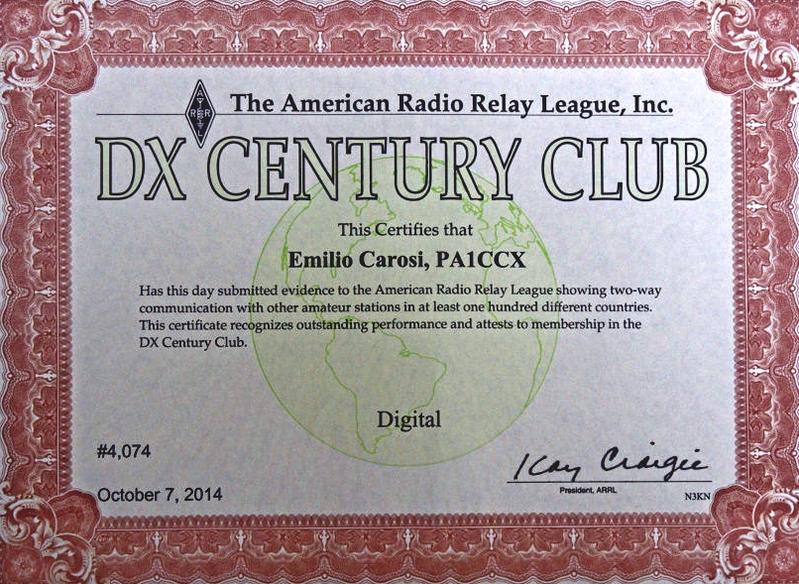 ARRL
The American Radio Relay League, Inc.
DX CENTURY CLUB
This Certifies that
Emilio Carosi, PA1CCX
Has this day submitted evidence to the American Radio Relay League showing two-way
communication with other amateur stations in at least one hundred different countries.
This certificate recognizes outstanding performance and attests to membership in the
DX Century Club.
Digital
#4,074
Kay Craigie
October 7, 2014
President, ARRL
N3KN